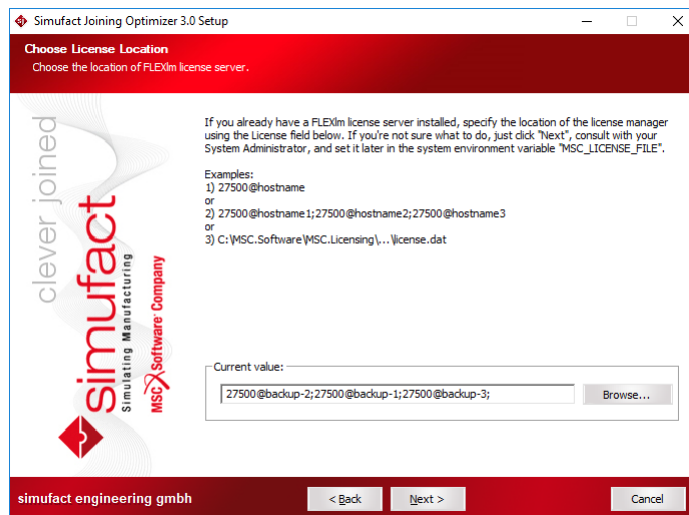 Simufact Joining Optimizer 3.0 Setup
Choose License Location
Choose the location of FLEXlm license server.
clever joined
simufact
Simulating Manufacturing
MSC Software Company
If you already have a FLEXlm license server installed, specify the location of the license manager
using the License field below. If you're not sure what to do, just click "Next", consult with your
System Administrator, and set it later in the system environment variable "MSC_LICENSE_FILE".
Examples:
1) 27500@hostname
or
2) 27500@hostname1;27500@hostname2;27500@hostname3
or
3) C:\MSC.Software\MSC.Licensing\...\license.dat
Current value:
27500@backup-2;27500@backup-1;27500@backup-3;
Browse...
simufact engineering gmbh
< Back
Next >
Cancel